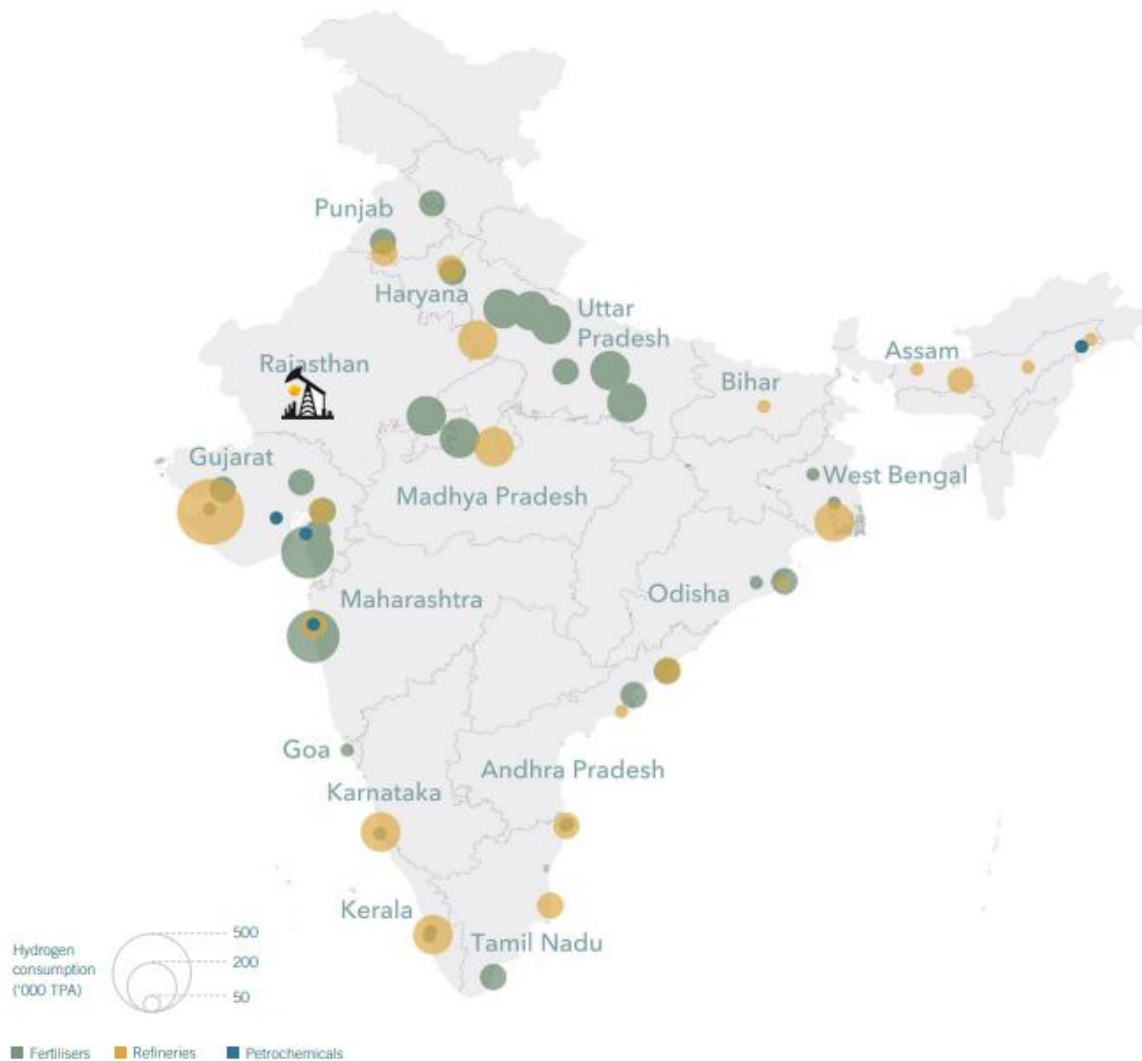 Punjab
Haryana
Uttar
Pradesh
Rajasthan
Bihar
Assam
Gujarat
Madhya Pradesh
West Bengal
Maharashtra
Odisha
Goa
Andhra Pradesh
Karnataka
Kerala
Tamil Nadu
Hydrogen
consumption
('000 TPA)
500
200
50
Fertilisers Refineries Petrochemicals